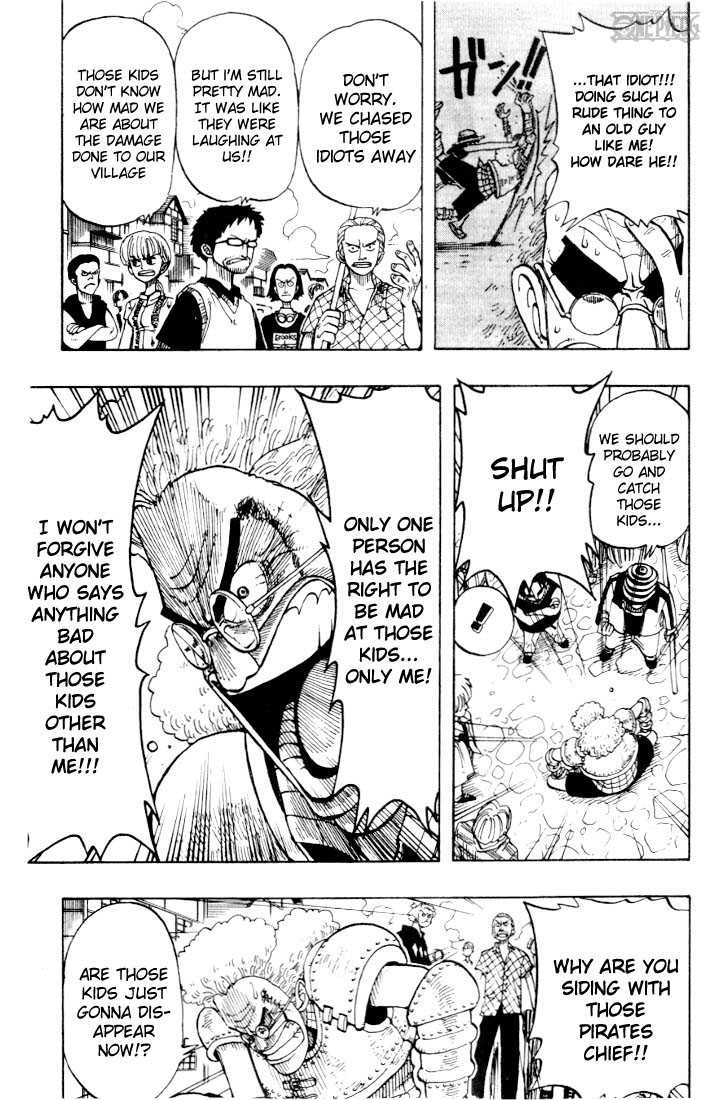 ONE PIECE
...THAT IDIOT!!!
DOING SUCH A
RUDE THING TO
AN OLD GUY
LIKE ME!
HOW DARE HE!!
ガン!!
DON'T
WORRY.
WE CHASED
THOSE
IDIOTS AWAY
BUT I'M STILL
PRETTY MAD.
IT WAS LIKE
THEY WERE
LAUGHING AT
US!!
THOSE KIDS
DON'T KNOW
HOW MAD WE
ARE ABOUT
THE DAMAGE
DONE TO OUR
VILLAGE
WE SHOULD
PROBABLY
GO AND
CATCH
THOSE
KIDS...
SHUT
UP!!
!!
ONLY ONE
PERSON
HAS THE
RIGHT TO
BE MAD
AT THOSE
KIDS...
ONLY ME!
I WON'T
FORGIVE
ANYONE
WHO SAYS
ANYTHING
BAD
ABOUT
THOSE
KIDS
OTHER
THAN
ME!!!
WHY ARE YOU
SIDING WITH
THOSE
PIRATES
CHIEF!!
ARE THOSE
KIDS JUST
GONNA DIS-
APPEAR
NOW!?